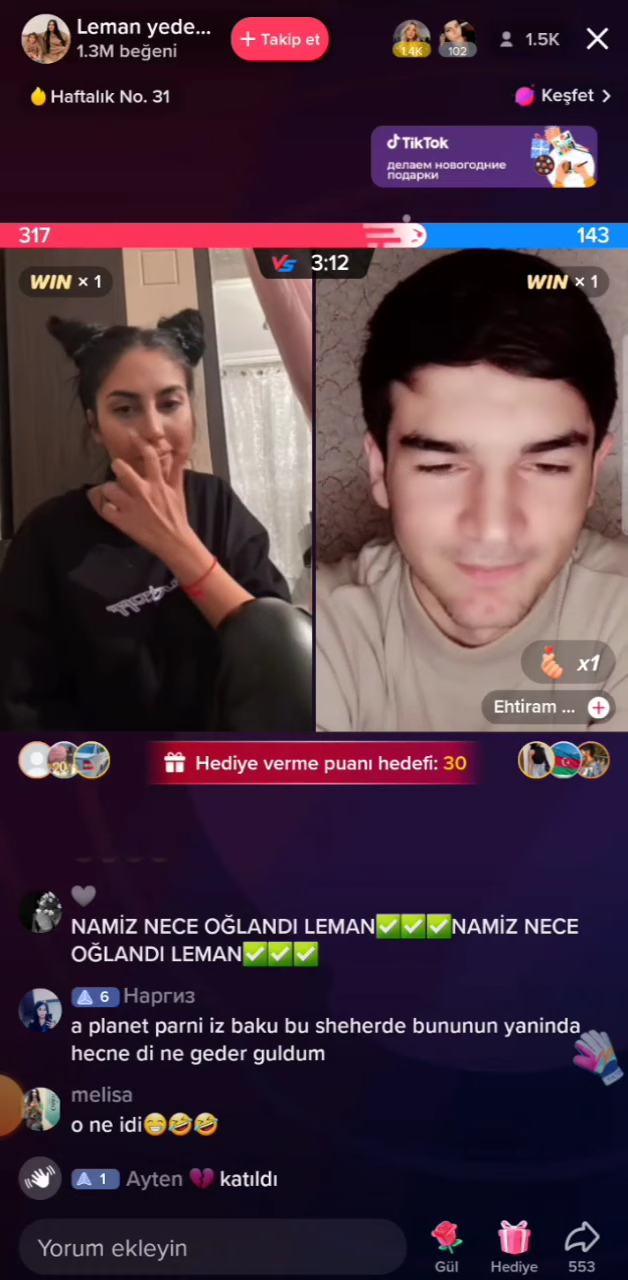 Leman yede...
1.3M beğeni
+ Takip et
1.4K
102
1.5K
Haftalık No. 31
Keşfet >
TikTok
делаем новогодние
подарки
317
143
VS 3:12
WIN × 1
WIN × 1
x1
Ehtiram ...
20
Hediye verme puanı hedefi: 30
NAMİZ NECE OĞLANDI LEMAN✅✅✅NAMİZ NECE
OĞLANDI LEMAN✅✅✅
6 Наргиз
a planet parni iz baku bu sheherde bununun yaninda
hecne di ne geder guldum
melisa
o ne idi😁🤣🤣
1 Ayten 💔 katıldı
Yorum ekleyin
Gül
Hediye
553